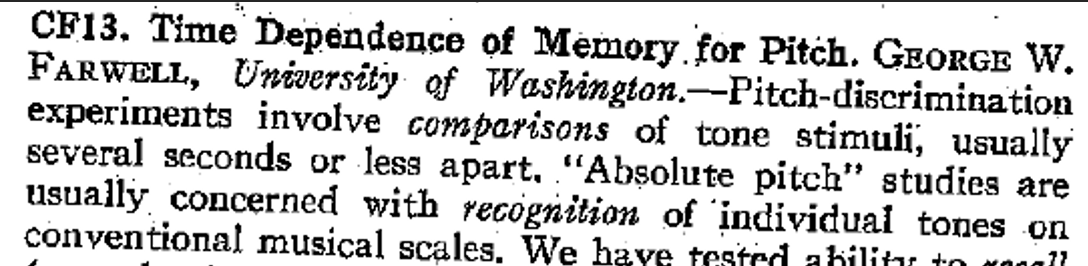 CF13. Time Dependence of Memory for Pitch. GEORGE W.
FARWELL, University of Washington.—Pitch-discrimination
experiments involve comparisons of tone stimuli, usually
several seconds or less apart. “Absolute pitch” studies are
usually concerned with recognition of individual tones on
conventional musical scales. We have tested ability to recall